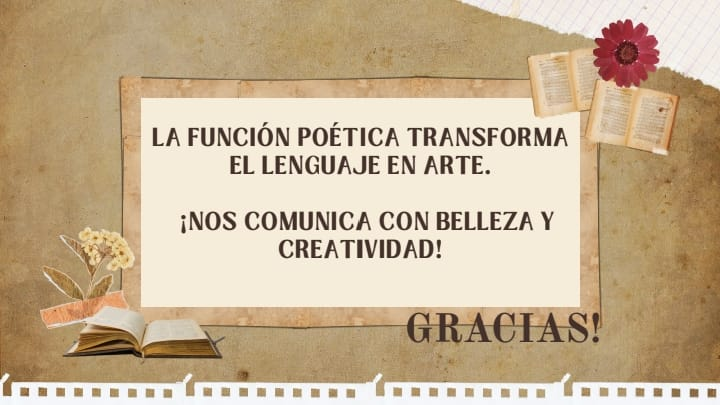 LA FUNCIÓN POÉTICA TRANSFORMA
EL LENGUAJE EN ARTE.
¡NOS COMUNICA CON BELLEZA Y
CREATIVIDAD!
GRACIAS!